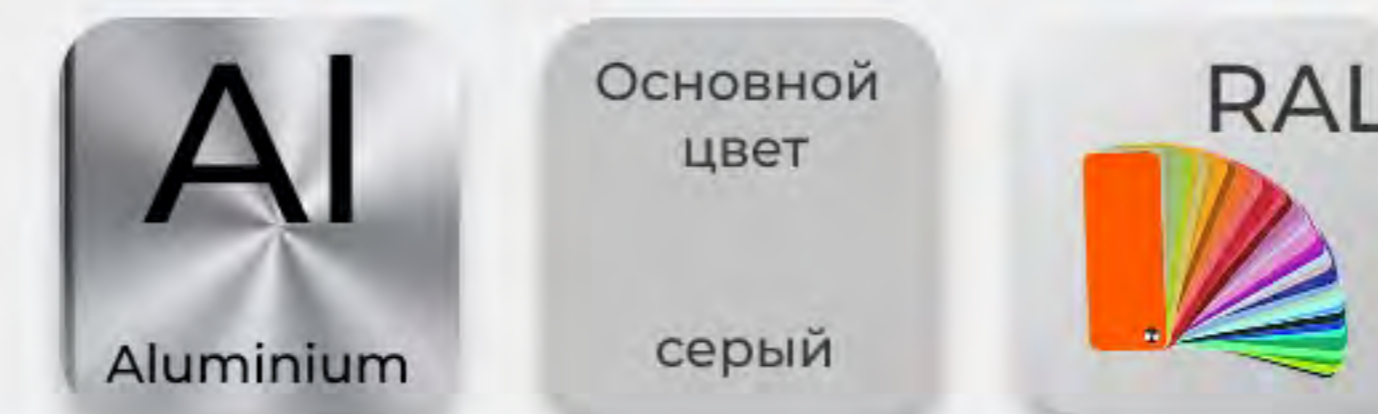 Al
Aluminium
Основной
цвет
серый
RAL